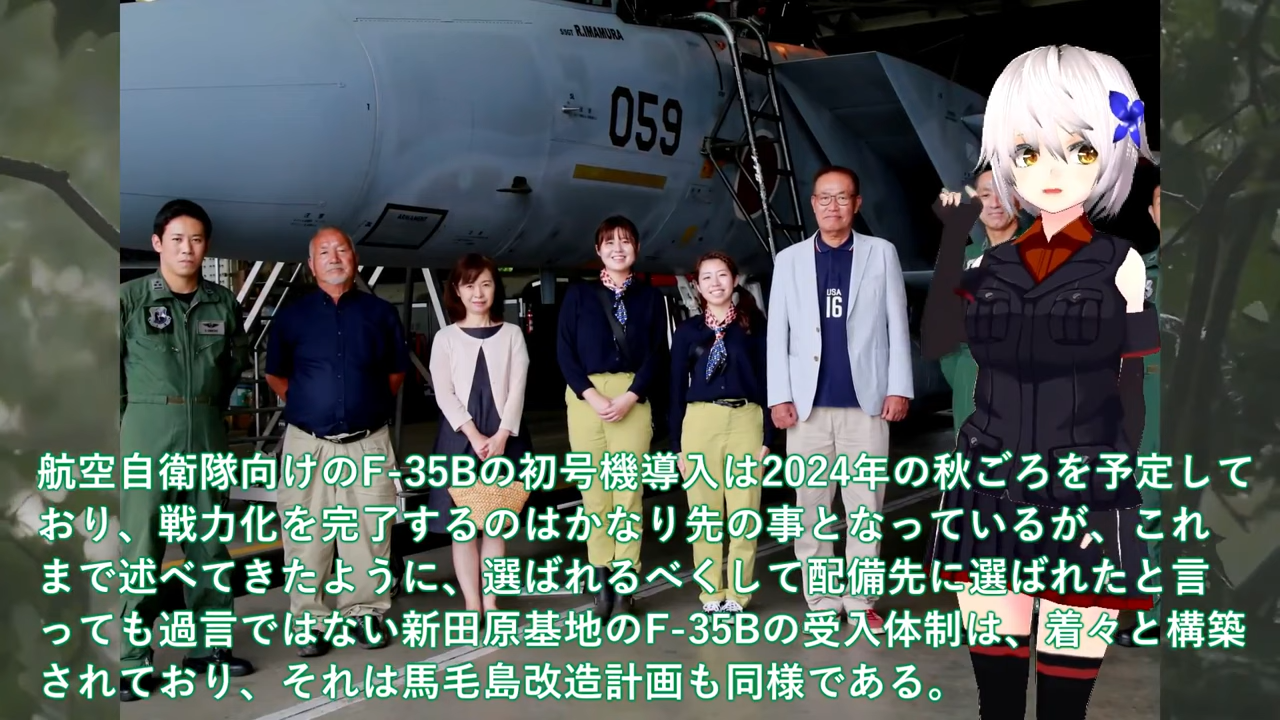 SSGT R.IMAMURA
059
ARMAMENT
USA
16
航空自衛隊向けのF-35Bの初号機導入は2024年の秋ごろを予定して
おり、戦力化を完了するのはかなり先の事となっているが、これ
まで述べてきたように、選ばれるべくして配備先に選ばれたと言
っても過言ではない新田原基地のF-35Bの受入体制は、着々と構築
されており、それは馬毛島改造計画も同様である。